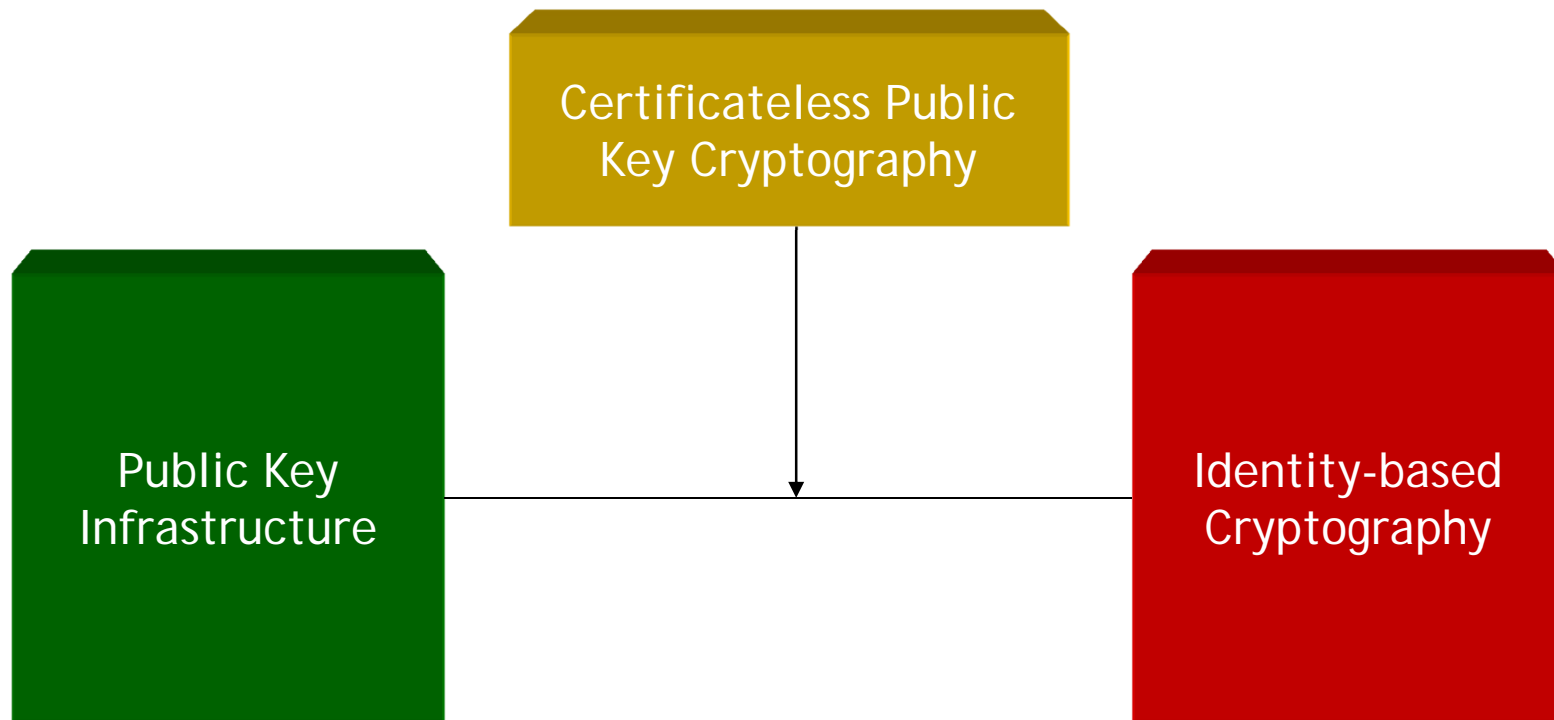 Certificateless Public
Key Cryptography
Public Key
Infrastructure
Identity-based
Cryptography